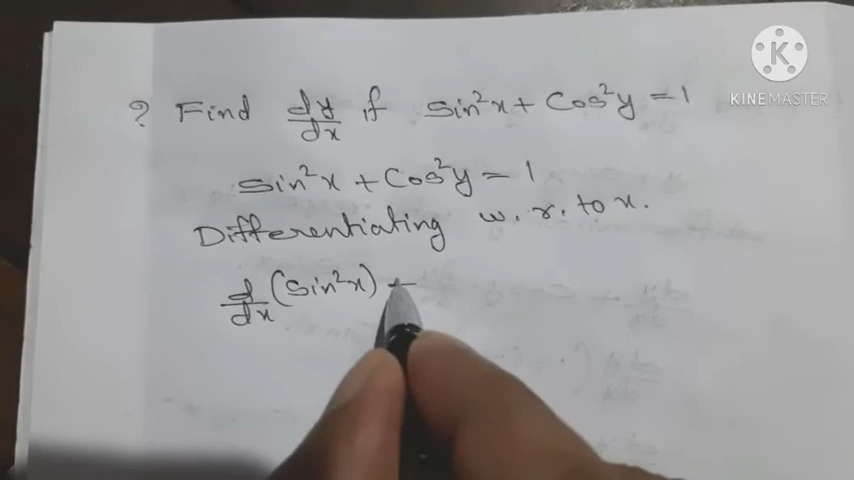 ? Find dy/dx if Sin²x + Cos²y = 1
Sin²x + Cos²y = 1
Differentiating w. r. to x.
d/dx (Sin²x) +
K
KINEMASTER